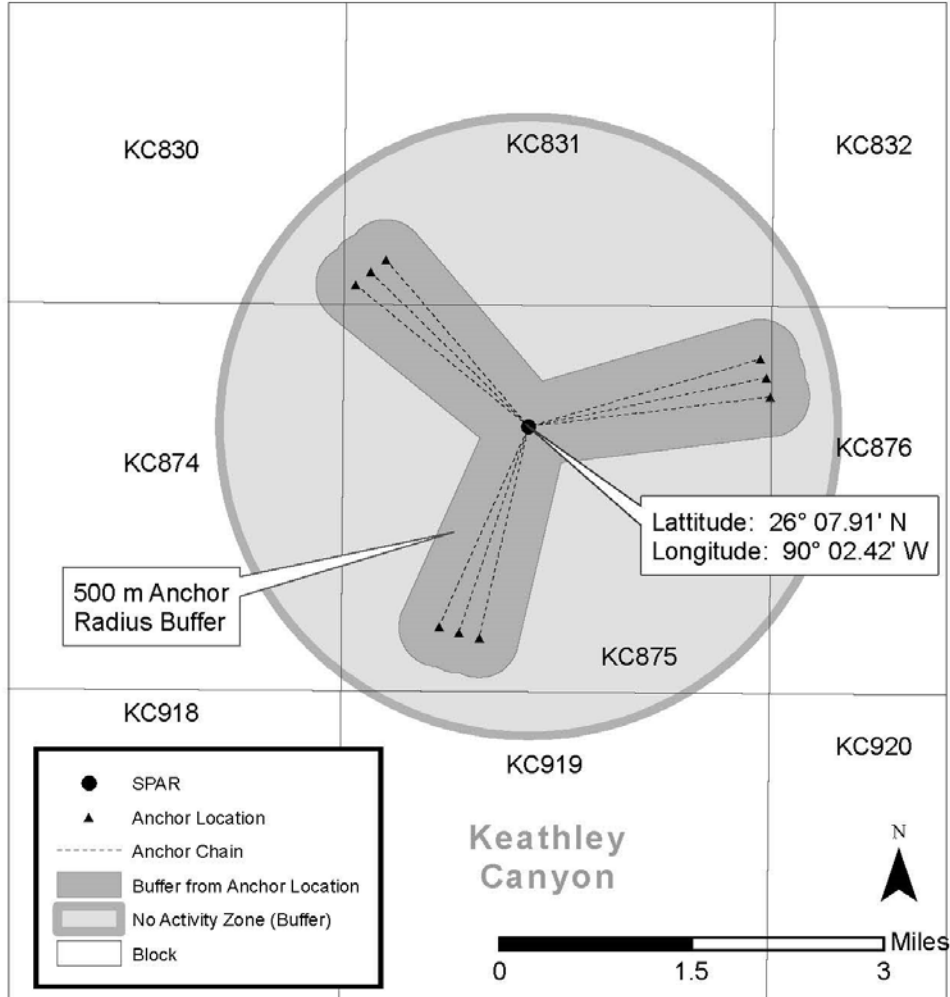 KC830
KC831
KC832
KC874
KC876
Lattitude: 26° 07.91' N
Longitude: 90° 02.42' W
500 m Anchor
Radius Buffer
KC875
KC918
KC919
KC920
SPAR
Anchor Location
Anchor Chain
Buffer from Anchor Location
No Activity Zone (Buffer)
Block
Keathley
Canyon
N
Miles
0 1.5 3